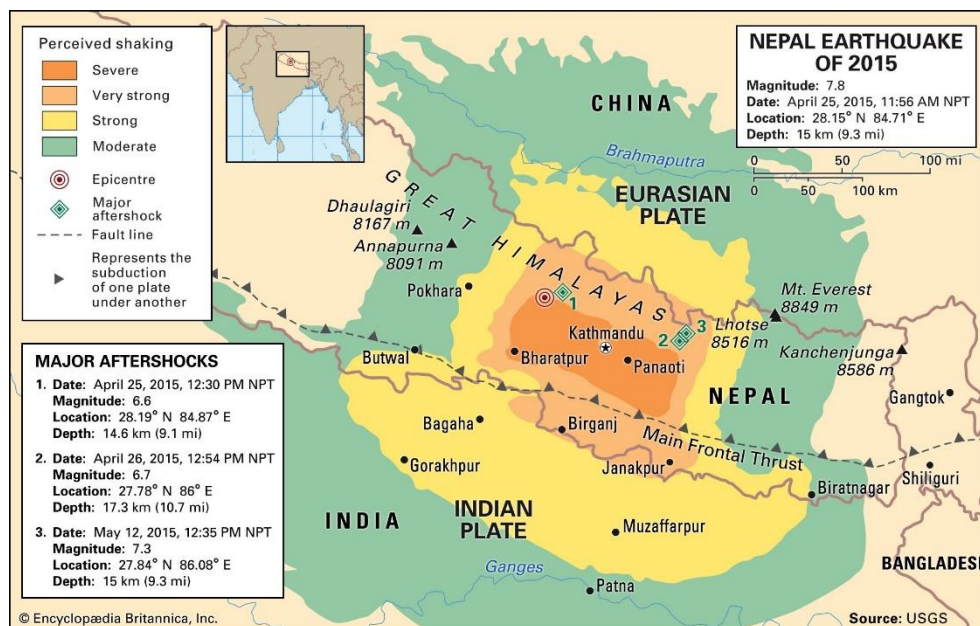 Perceived shaking
Severe
Very strong
Strong
Moderate
Epicentre
Major
aftershock
Fault line
Represents the
subduction
of one plate
under another
NEPAL EARTHQUAKE
OF 2015
Magnitude: 7.8
Date: April 25, 2015, 11:56 AM NPT
Location: 28.15° N 84.71° E
Depth: 15 km (9.3 mi)
0 50 100 mi
0 50 100 km
CHINA
Brahmaputra
EURASIAN
PLATE
GREAT HIMALAYAS
Dhaulagiri
8167 m
Annapurna
8091 m
Pokhara
1
Mt. Everest
8849 m
3
2
Lhotse
8516 m
Kathmandu
Kanchenjunga
8586 m
Butwal
Bharatpur
Panaoti
NEPAL
Gangtok
Bagaha
Birganj
Main Frontal Thrust
Gorakhpur
Janakpur
Shiliguri
Biratnagar
INDIA
INDIAN
PLATE
Muzaffarpur
BANGLADESH
Ganges
Patna
MAJOR AFTERSHOCKS
1. Date: April 25, 2015, 12:30 PM NPT
Magnitude: 6.6
Location: 28.19° N 84.87° E
Depth: 14.6 km (9.1 mi)
2. Date: April 26, 2015, 12:54 PM NPT
Magnitude: 6.7
Location: 27.78° N 86° E
Depth: 17.3 km (10.7 mi)
3. Date: May 12, 2015, 12:35 PM NPT
Magnitude: 7.3
Location: 27.84° N 86.08° E
Depth: 15 km (9.3 mi)
© Encyclopædia Britannica, Inc.
Source: USGS